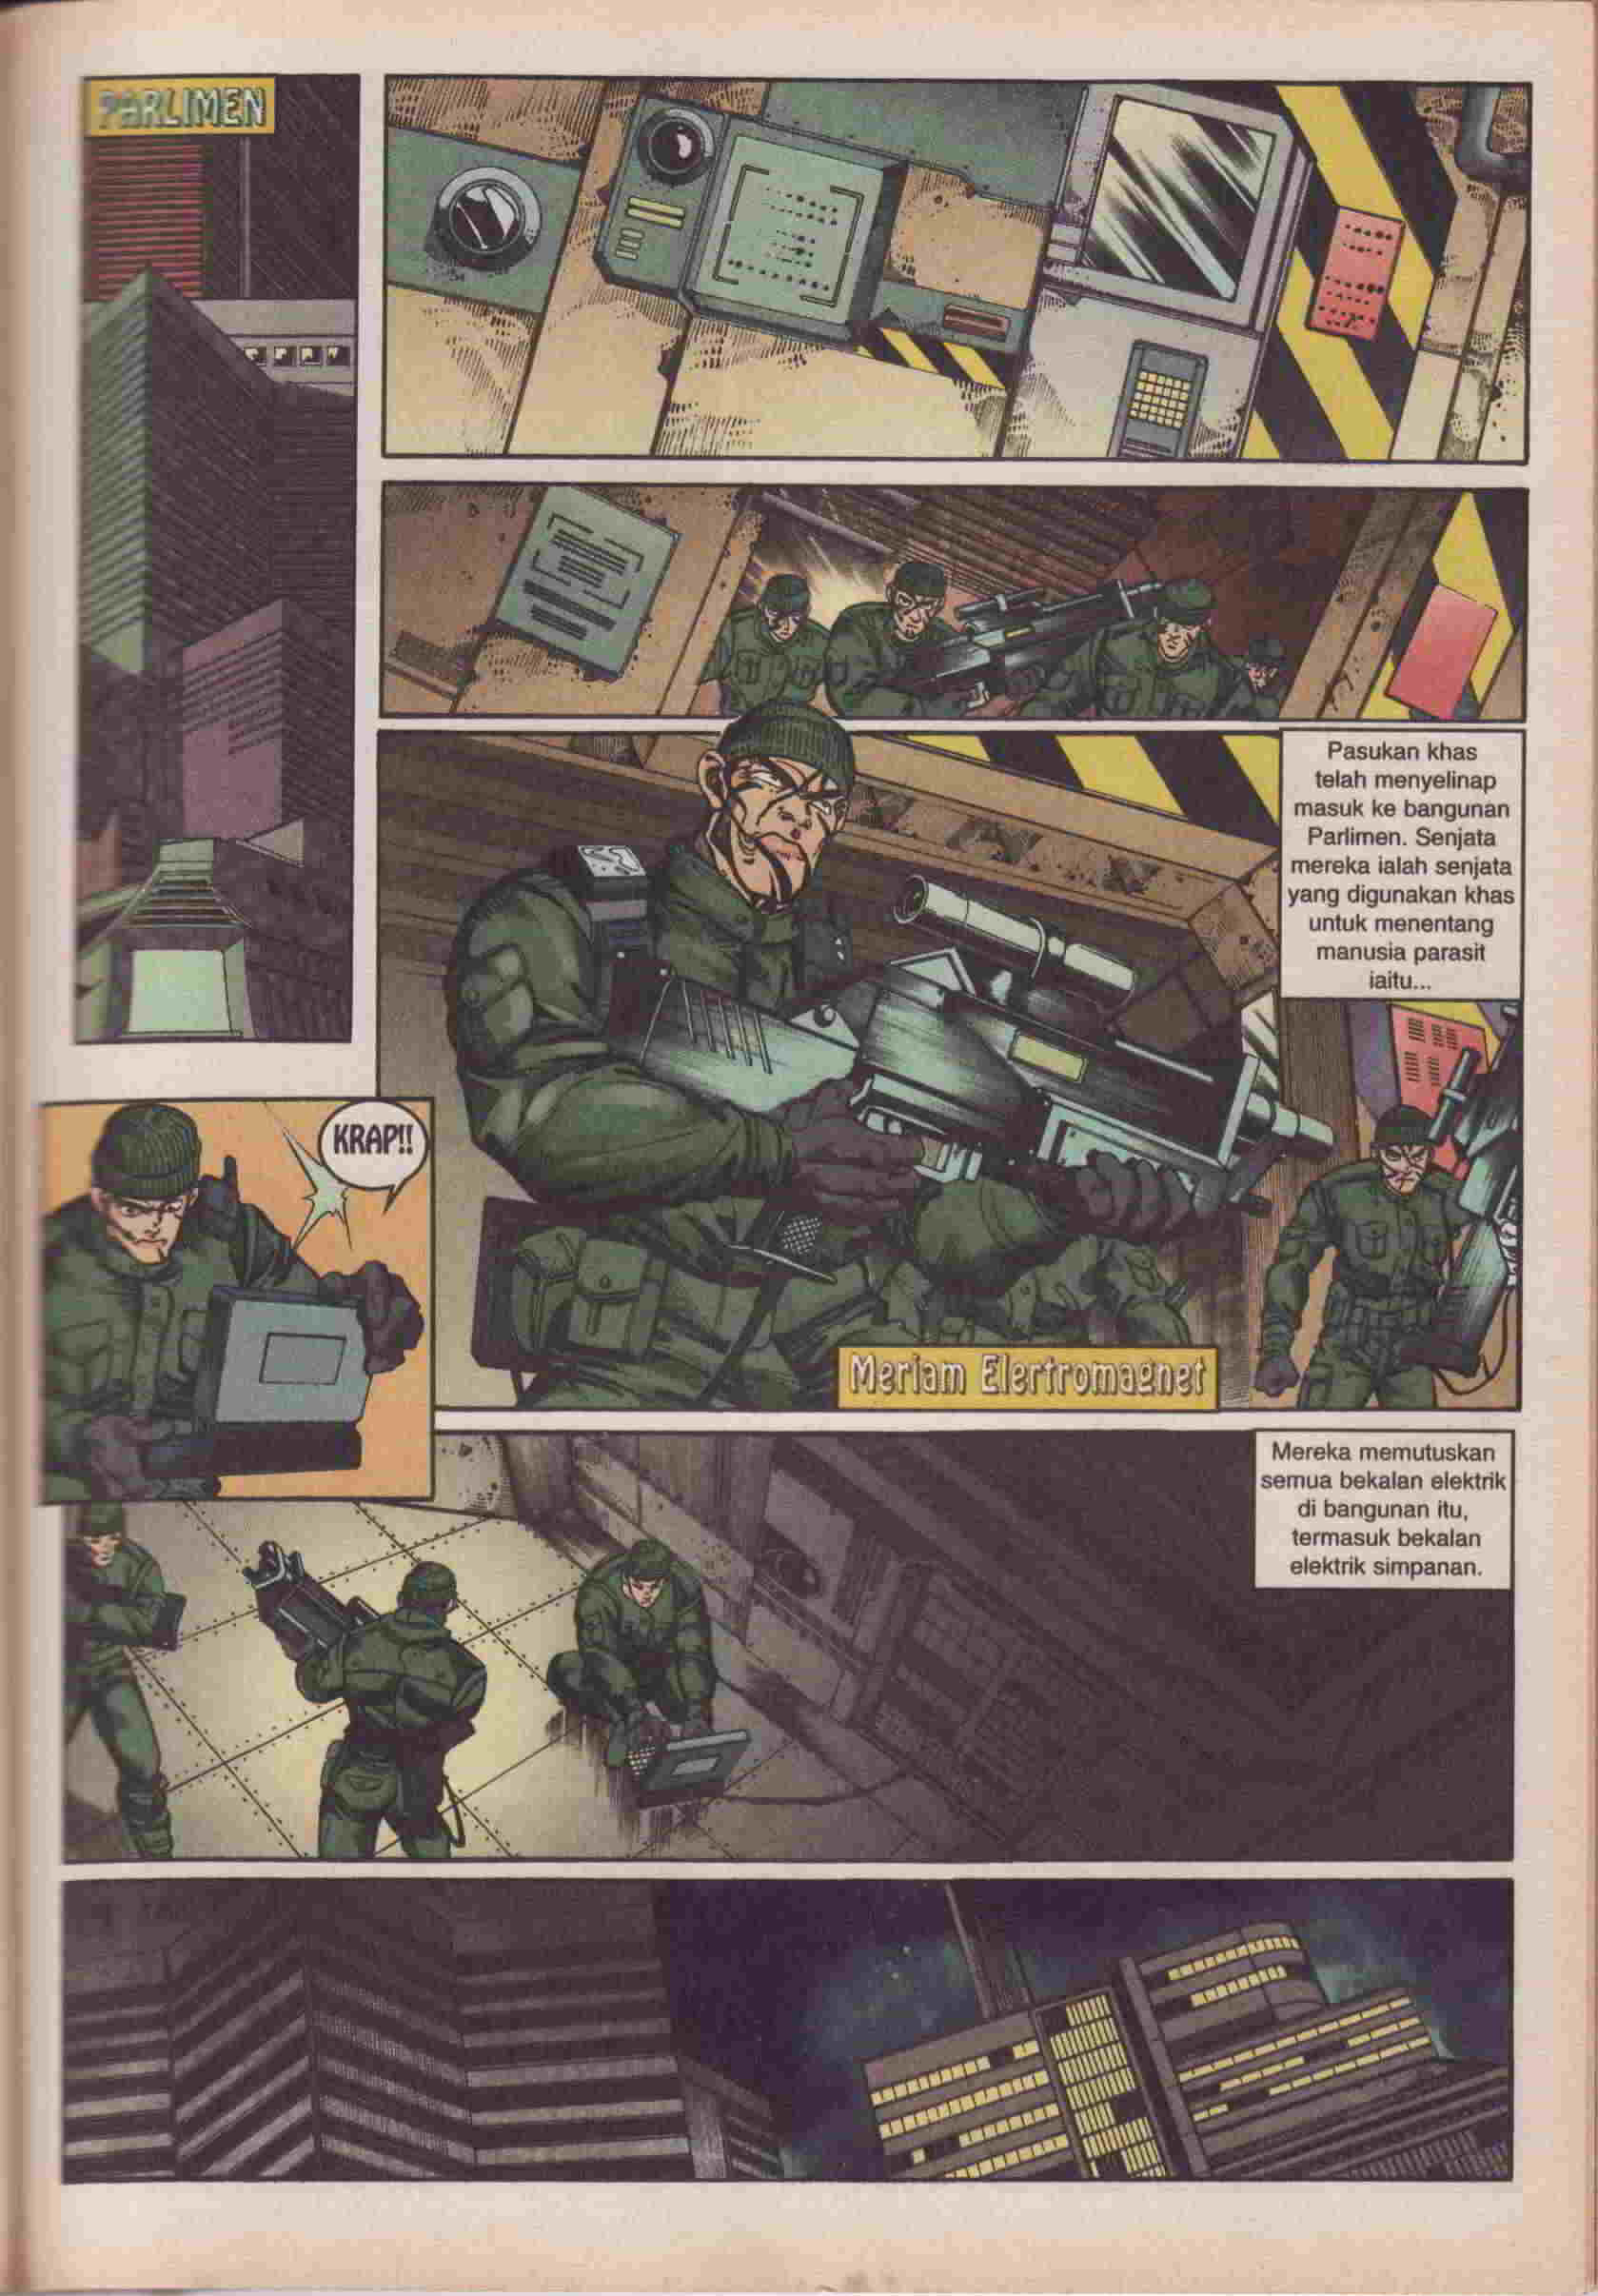 PARLIMEN
Pasukan khas
telah menyelinap
masuk ke bangunan
Parlimen. Senjata
mereka ialah senjata
yang digunakan khas
untuk menentang
manusia parasit
iaitu...
KRAP!!
Meriam Elertromagnet
Mereka memutuskan
semua bekalan elektrik
di bangunan itu,
termasuk bekalan
elektrik simpanan.